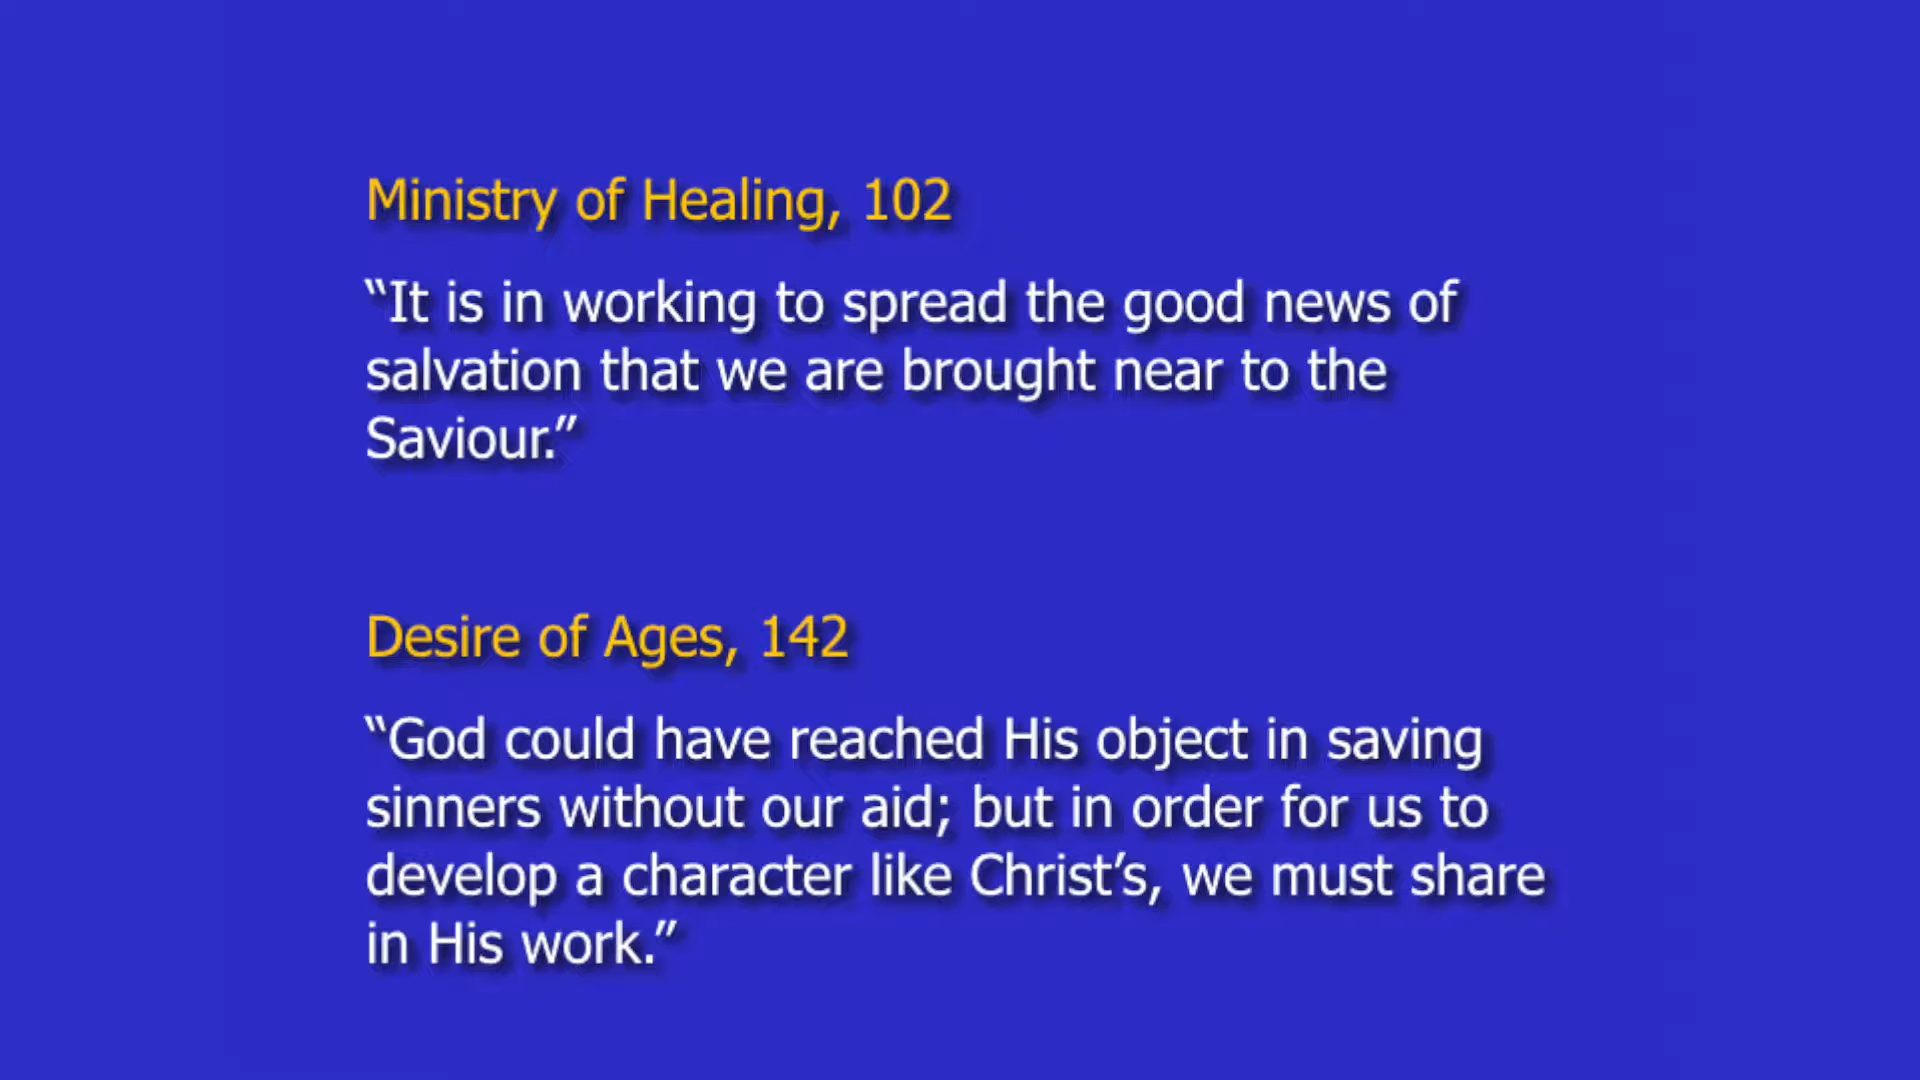 Ministry of Healing, 102
“It is in working to spread the good news of
salvation that we are brought near to the
Saviour.”
Desire of Ages, 142
“God could have reached His object in saving
sinners without our aid; but in order for us to
develop a character like Christ’s, we must share
in His work.”